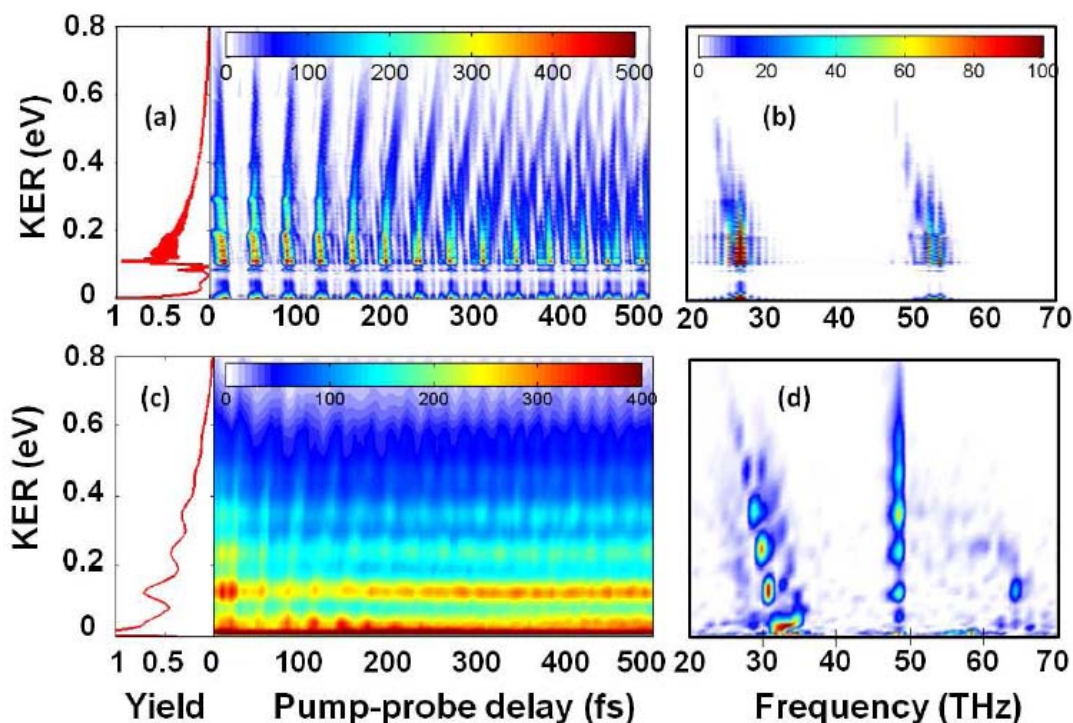 0.8
0.6
0.4
0.2
0
KER (eV)
(a)
0 100 200 300 400 500
(b)
0 20 40 60 80 100
1 0.5 0 100 200 300 400 500
20 30 40 50 60 70
0.8
0.6
0.4
0.2
0
KER (eV)
(c)
0 100 200 300 400
(d)
1 0.5 0 100 200 300 400 500
20 30 40 50 60 70
Yield Pump-probe delay (fs) Frequency (THz)